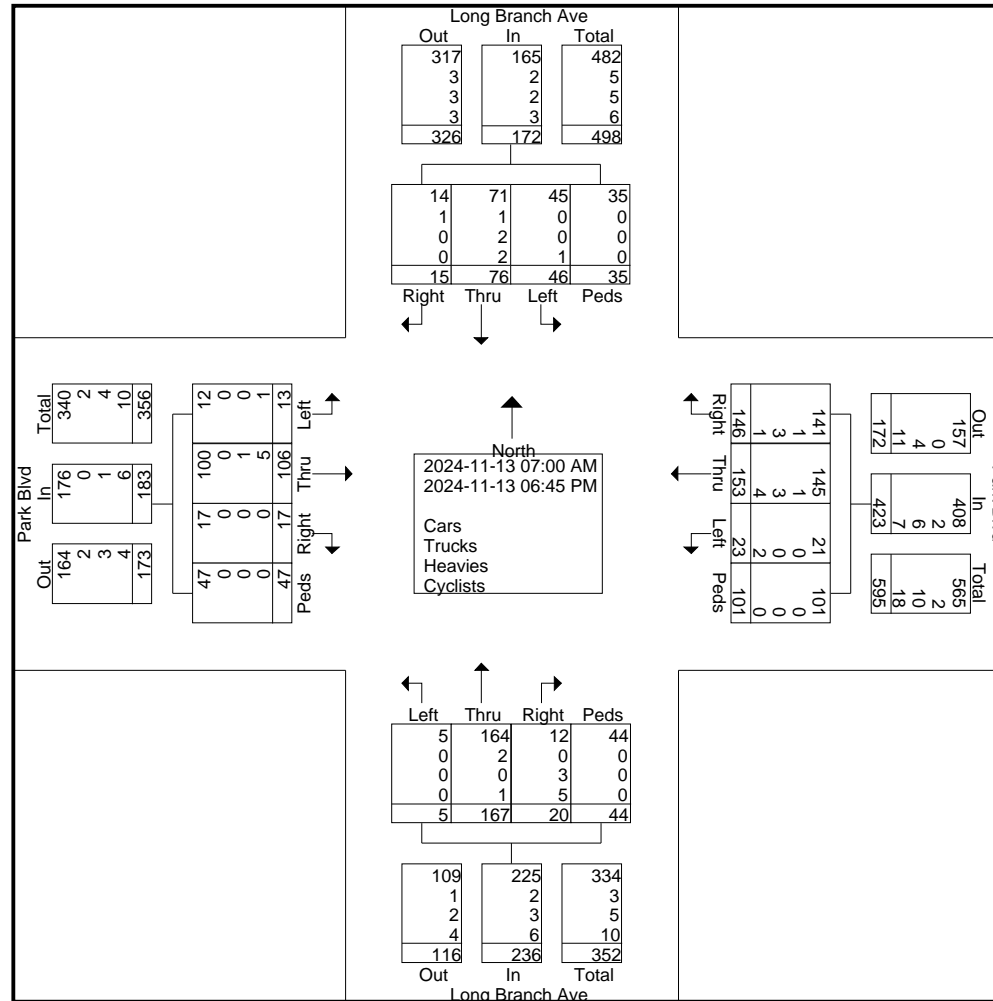 Long Branch Ave
Out In Total
317 165 482
3 2 5
3 2 5
3 3 6
326 172 498
14 71 45 35
1 1 0 0
0 2 0 0
0 2 1 0
15 76 46 35
Right Thru Left Peds
Park Blvd
Total
340 2 4 10 356
In
176 0 1 6 183
Out
164 2 3 4 173
12 0 0 1 13
Left
100 0 1 5 106
Thru
17 0 0 0 17
Right
47 0 0 0 47
Peds
North
2024-11-13 07:00 AM
2024-11-13 06:45 PM
Cars
Trucks
Heavies
Cyclists
Right
141 1 3 1 146
Thru
145 1 3 4 153
Left
21 0 0 2 23
Peds
101 0 0 0 101
Out
157 0 4 11 172
In
408 2 6 7 423
Total
565 2 10 18 595
Left Thru Right Peds
5 164 12 44
0 2 0 0
0 0 3 0
0 1 5 0
5 167 20 44
109 225 334
1 2 3
2 3 5
4 6 10
116 236 352
Out In Total
Long Branch Ave